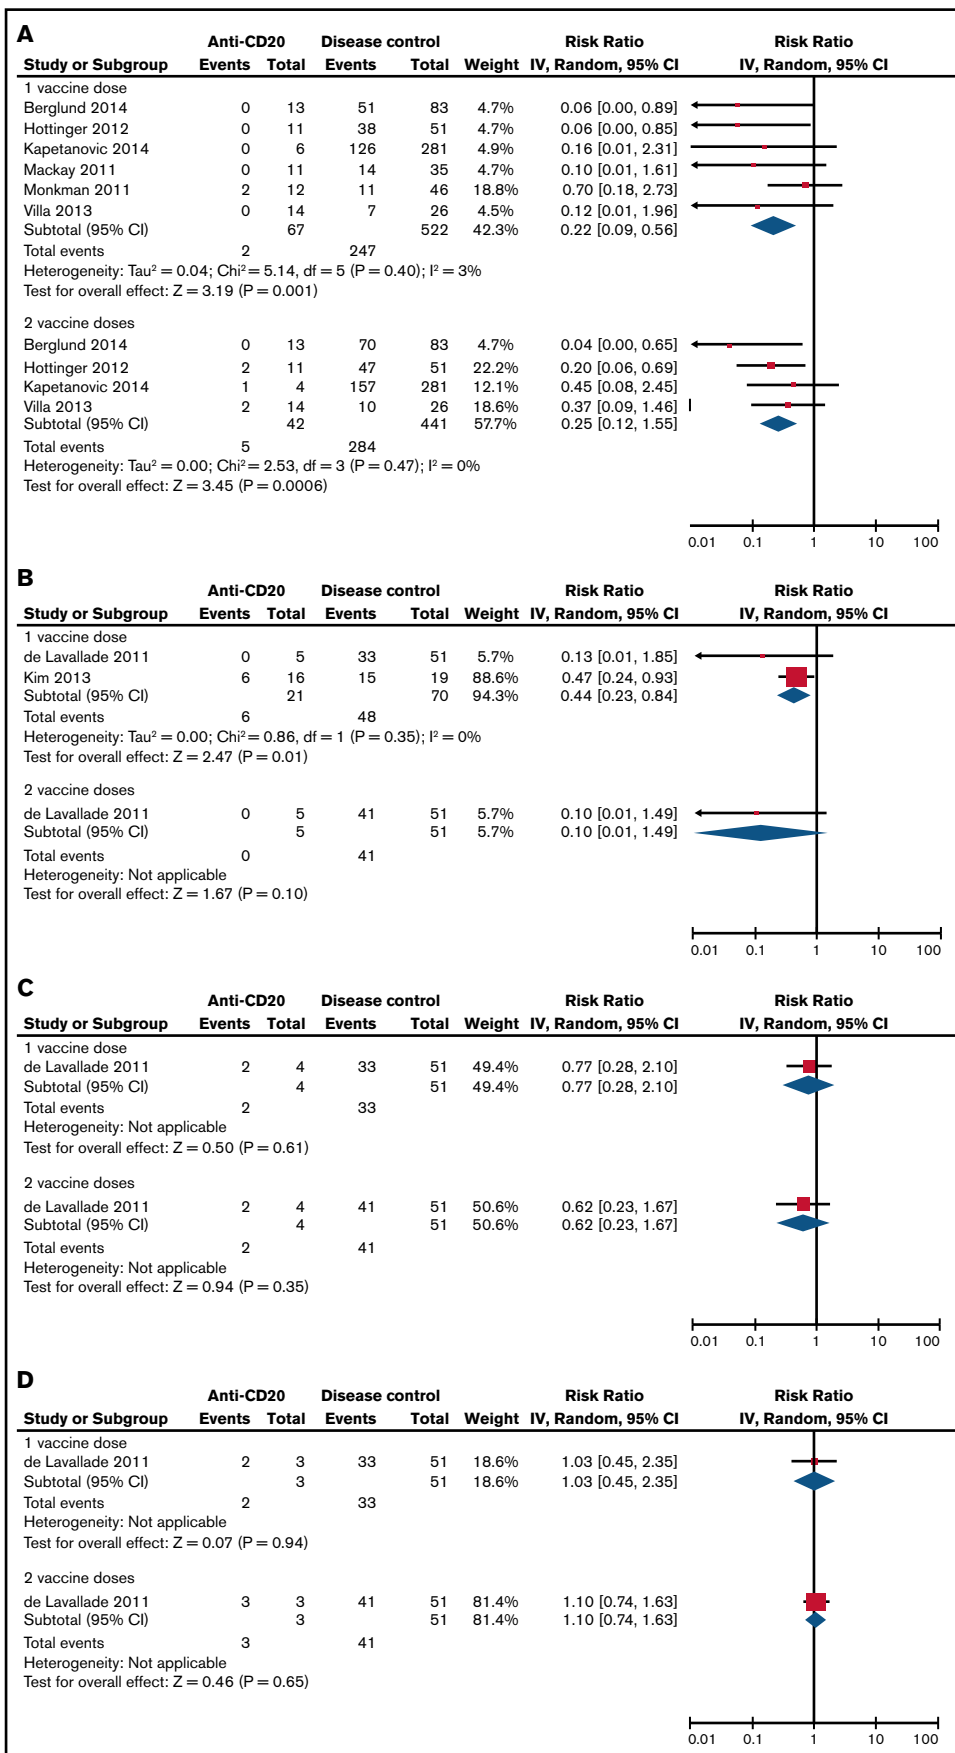 A
Anti-CD20 Disease control Risk Ratio Risk Ratio
Study or Subgroup Events Total Events Total Weight IV, Random, 95% CI IV, Random, 95% CI
1 vaccine dose
Berglund 2014 0 13 51 83 4.7% 0.06 [0.00, 0.89]
Hottinger 2012 0 11 38 51 4.7% 0.06 [0.00, 0.85]
Kapetanovic 2014 0 6 126 281 4.9% 0.16 [0.01, 2.31]
Mackay 2011 0 11 14 35 4.7% 0.10 [0.01, 1.61]
Monkman 2011 2 12 11 46 18.8% 0.70 [0.18, 2.73]
Villa 2013 0 14 7 26 4.5% 0.12 [0.01, 1.96]
Subtotal (95% CI) 67 522 42.3% 0.22 [0.09, 0.56]
Total events 2 247
Heterogeneity: Tau² = 0.04; Chi² = 5.14, df = 5 (P = 0.40); I² = 3%
Test for overall effect: Z = 3.19 (P = 0.001)
2 vaccine doses
Berglund 2014 0 13 70 83 4.7% 0.04 [0.00, 0.65]
Hottinger 2012 2 11 47 51 22.2% 0.20 [0.06, 0.69]
Kapetanovic 2014 1 4 157 281 12.1% 0.45 [0.08, 2.45]
Villa 2013 2 14 10 26 18.6% 0.37 [0.09, 1.46]
Subtotal (95% CI) 42 441 57.7% 0.25 [0.12, 1.55]
Total events 5 284
Heterogeneity: Tau² = 0.00; Chi² = 2.53, df = 3 (P = 0.47); I² = 0%
Test for overall effect: Z = 3.45 (P = 0.0006)
0.01 0.1 1 10 100
B
Anti-CD20 Disease control Risk Ratio Risk Ratio
Study or Subgroup Events Total Events Total Weight IV, Random, 95% CI IV, Random, 95% CI
1 vaccine dose
de Lavallade 2011 0 5 33 51 5.7% 0.13 [0.01, 1.85]
Kim 2013 6 16 15 19 88.6% 0.47 [0.24, 0.93]
Subtotal (95% CI) 21 70 94.3% 0.44 [0.23, 0.84]
Total events 6 48
Heterogeneity: Tau² = 0.00; Chi² = 0.86, df = 1 (P = 0.35); I² = 0%
Test for overall effect: Z = 2.47 (P = 0.01)
2 vaccine doses
de Lavallade 2011 0 5 41 51 5.7% 0.10 [0.01, 1.49]
Subtotal (95% CI) 5 51 5.7% 0.10 [0.01, 1.49]
Total events 0 41
Heterogeneity: Not applicable
Test for overall effect: Z = 1.67 (P = 0.10)
0.01 0.1 1 10 100
C
Anti-CD20 Disease control Risk Ratio Risk Ratio
Study or Subgroup Events Total Events Total Weight IV, Random, 95% CI IV, Random, 95% CI
1 vaccine dose
de Lavallade 2011 2 4 33 51 49.4% 0.77 [0.28, 2.10]
Subtotal (95% CI) 4 51 49.4% 0.77 [0.28, 2.10]
Total events 2 33
Heterogeneity: Not applicable
Test for overall effect: Z = 0.50 (P = 0.61)
2 vaccine doses
de Lavallade 2011 2 4 41 51 50.6% 0.62 [0.23, 1.67]
Subtotal (95% CI) 4 51 50.6% 0.62 [0.23, 1.67]
Total events 2 41
Heterogeneity: Not applicable
Test for overall effect: Z = 0.94 (P = 0.35)
0.01 0.1 1 10 100
D
Anti-CD20 Disease control Risk Ratio Risk Ratio
Study or Subgroup Events Total Events Total Weight IV, Random, 95% CI IV, Random, 95% CI
1 vaccine dose
de Lavallade 2011 2 3 33 51 18.6% 1.03 [0.45, 2.35]
Subtotal (95% CI) 3 51 18.6% 1.03 [0.45, 2.35]
Total events 2 33
Heterogeneity: Not applicable
Test for overall effect: Z = 0.07 (P = 0.94)
2 vaccine doses
de Lavallade 2011 3 3 41 51 81.4% 1.10 [0.74, 1.63]
Subtotal (95% CI) 3 51 81.4% 1.10 [0.74, 1.63]
Total events 3 41
Heterogeneity: Not applicable
Test for overall effect: Z = 0.46 (P = 0.65)
0.01 0.1 1 10 100